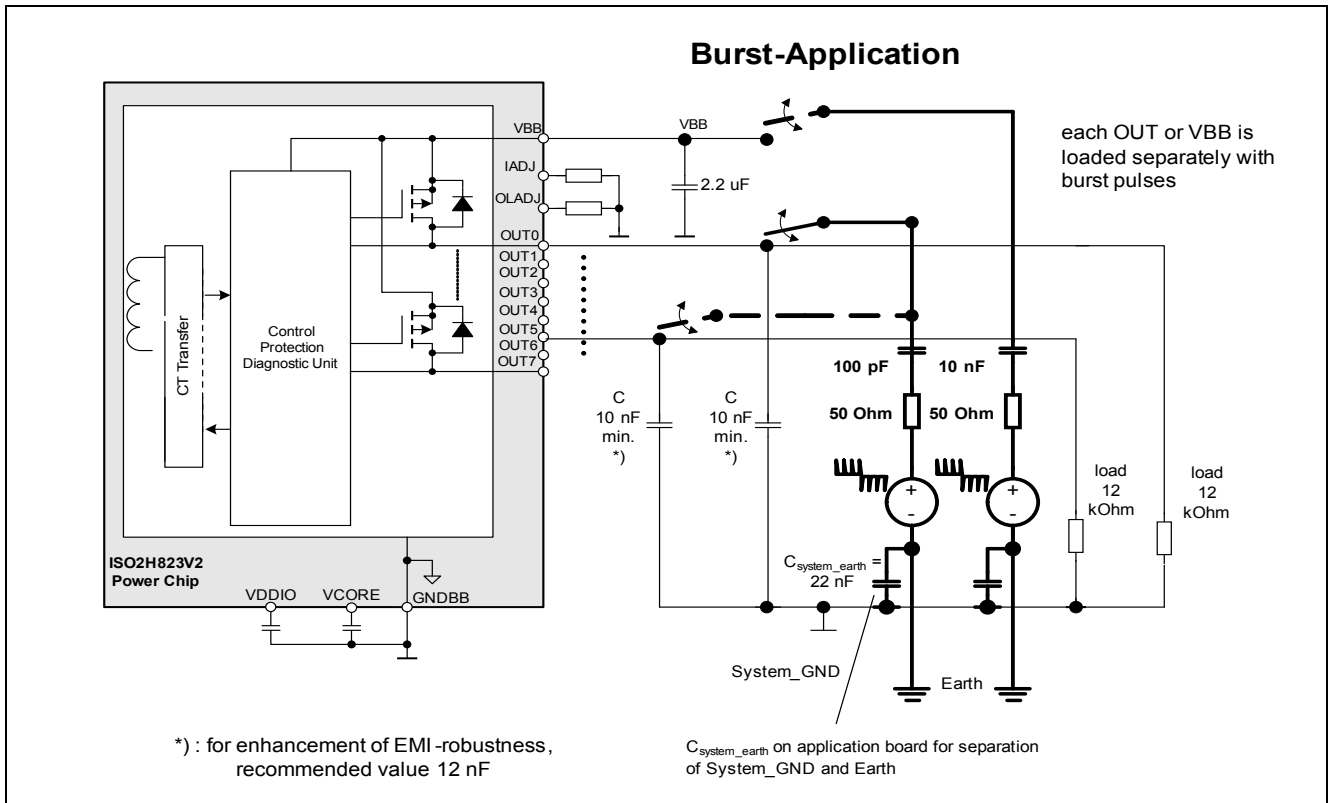 Burst-Application
each OUT or VBB is
loaded separately with
burst pulses
VBB
VBB
IADJ
2.2 uF
OLADJ
OUT0
OUT1
OUT2
OUT3
OUT4
OUT5
OUT6
OUT7
CT Transfer
Control
Protection
Diagnostic Unit
100 pF
10 nF
50 Ohm
50 Ohm
C
10 nF
min.
*)
C
10 nF
min.
*)
+
-
+
-
load
12
kOhm
load
12
kOhm
ISO2H823V2
Power Chip
VDDIO
VCORE
GNDBB
Csystem_earth =
22 nF
System_GND
Earth
*) : for enhancement of EMI-robustness,
recommended value 12 nF
Csystem_earth on application board for separation
of System_GND and Earth